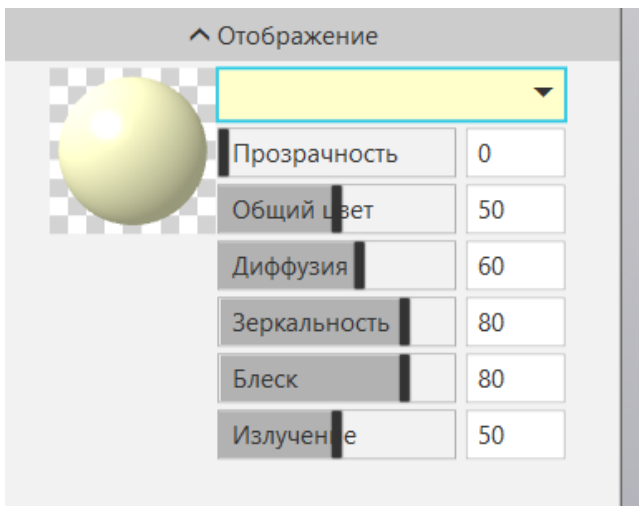 Отображение
Прозрачность 0
Общий цвет 50
Диффузия 60
Зеркальность 80
Блеск 80
Излучение 50